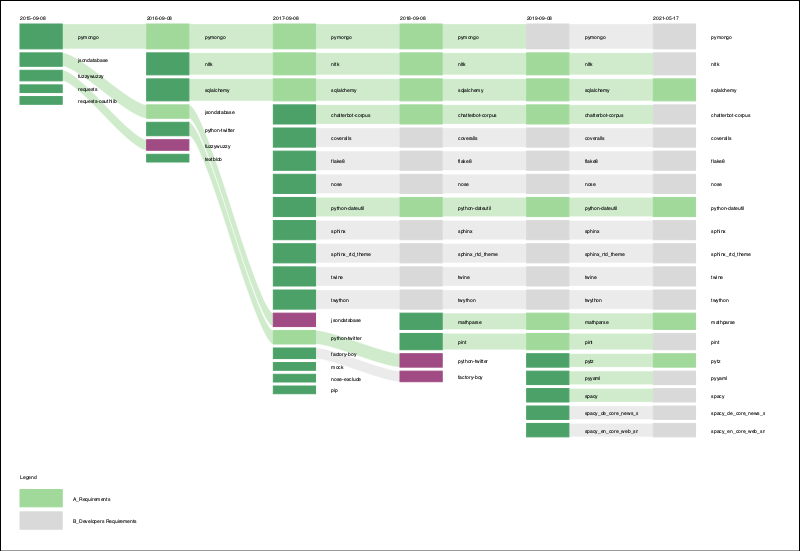 2015-09-08 2016-09-08 2017-09-08 2018-09-08 2019-09-08 2021-05-17
pymongo pymongo pymongo pymongo pymongo pymongo
jsondatabase nltk nltk nltk nltk nltk
fuzzywuzzy
requests sqlalchemy sqlalchemy sqlalchemy sqlalchemy sqlalchemy
requests-oauthlib
jsondatabase chatterbot-corpus chatterbot-corpus chatterbot-corpus chatterbot-corpus
python-twitter coveralls coveralls coveralls coveralls
fuzzywuzzy
textblob flake8 flake8 flake8 flake8
nose nose nose nose
python-dateutil python-dateutil python-dateutil python-dateutil
sphinx sphinx sphinx sphinx
sphinx_rtd_theme sphinx_rtd_theme sphinx_rtd_theme sphinx_rtd_theme
twine twine twine twine
twython twython twython twython
jsondatabase mathparse mathparse mathparse
python-twitter pint pint pint
factory-boy python-twitter pytz pytz
mock
nose-exclude factory-boy pyyaml pyyaml
pip spacy spacy
spacy_de_core_news_s spacy_de_core_news_s
spacy_en_core_web_sm spacy_en_core_web_sm
Legend
A_Requirements
B_Developers Requirements